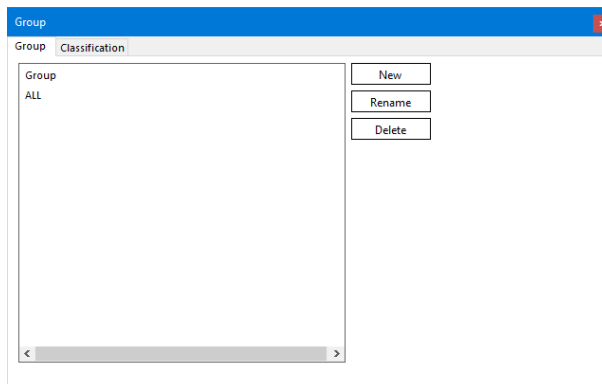 Group
Group Classification
Group
ALL
New
Rename
Delete